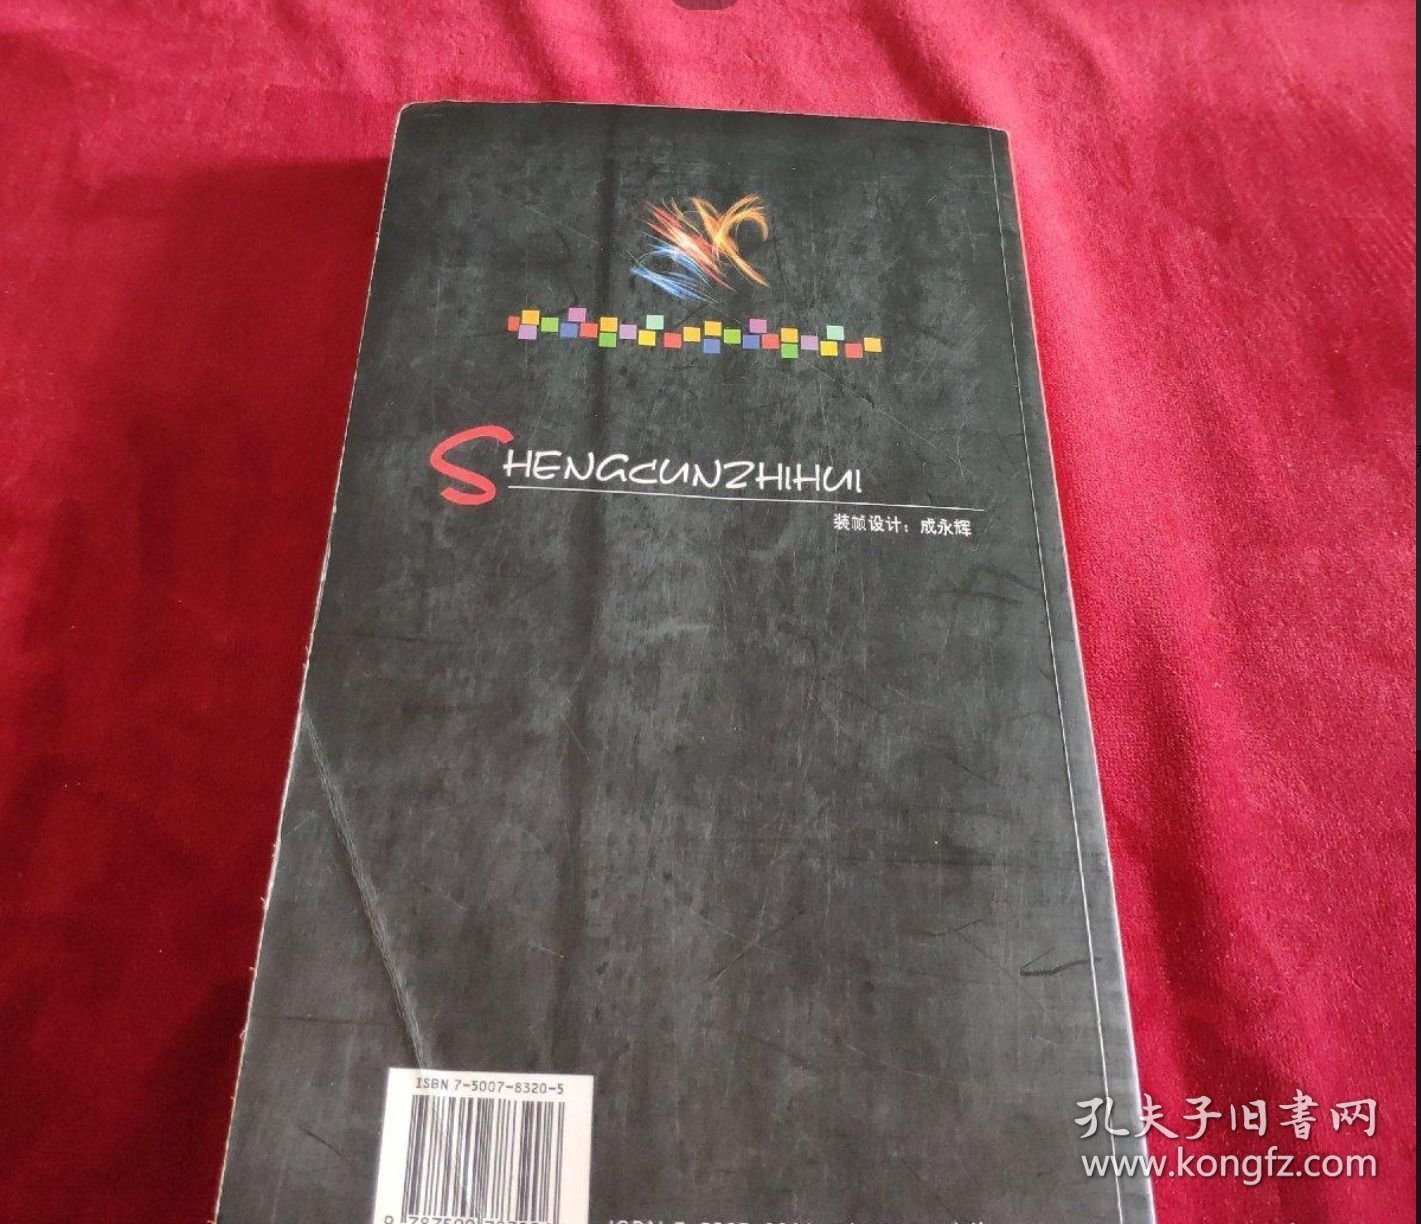 SHENGCUNZHIHUI
装帧设计：成永辉
ISBN 7-5007-8320-5
孔夫子旧書网
www.kongfz.com